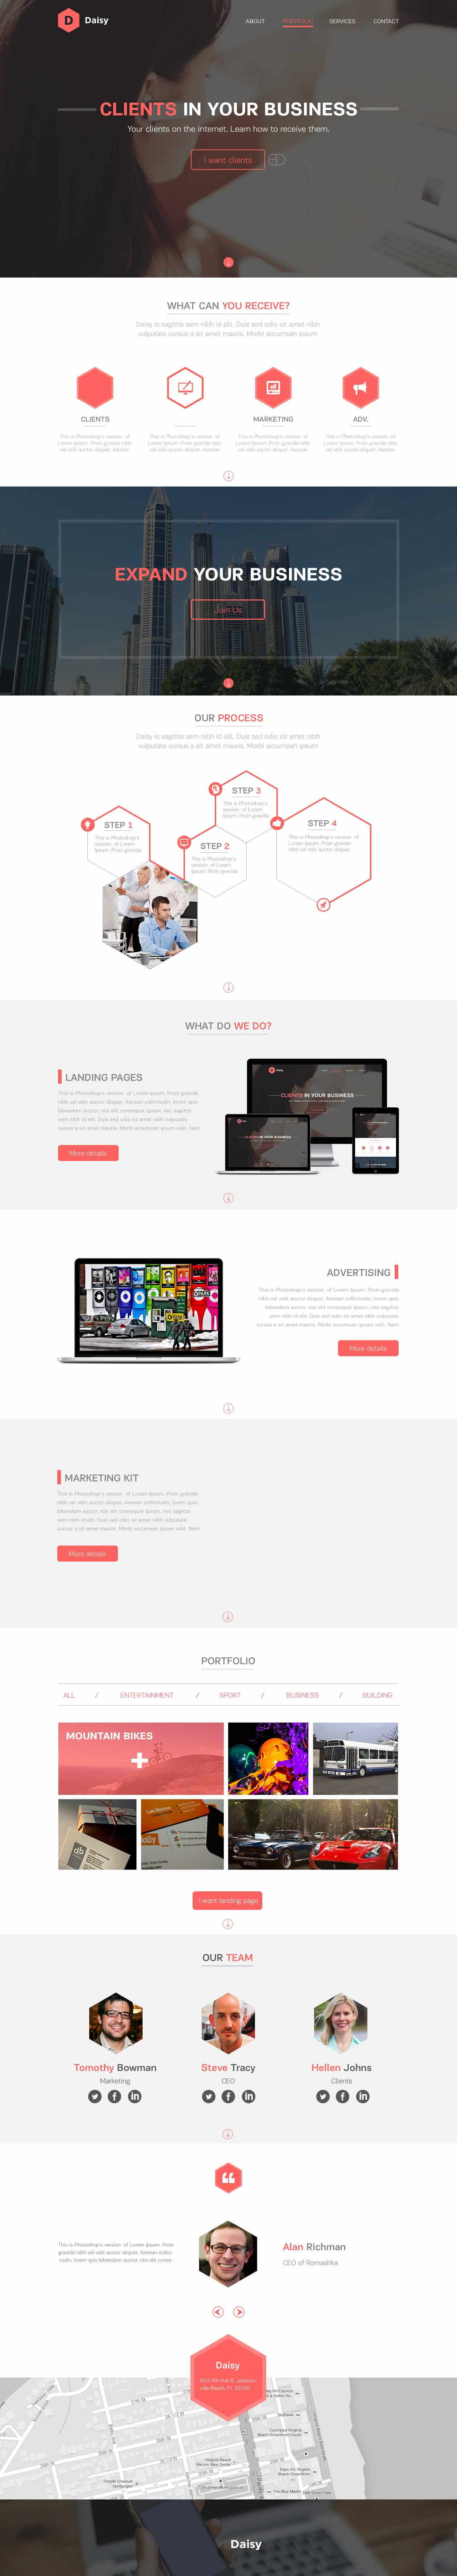 Daisy
ABOUT PORTFOLIO SERVICES CONTACT
CLIENTS IN YOUR BUSINESS
Your clients on the internet. Learn how to receive them.
I want clients
WHAT CAN YOU RECEIVE?
Daisy is sagittis sem nibh id elit. Duis sed odio sit amet nibh
vulputate cursus a sit amet mauris. Morbi accumsan ipsum
CLIENTS
This is Photoshop's version of
Lorem Ipsum. Proin gravida nibh
vel velit auctor aliquet. Aenean
This is Photoshop's version of
Lorem Ipsum. Proin gravida nibh
vel velit auctor aliquet. Aenean
MARKETING
This is Photoshop's version of
Lorem Ipsum. Proin gravida nibh
vel velit auctor aliquet. Aenean
ADV.
This is Photoshop's version of
Lorem Ipsum. Proin gravida nibh
vel velit auctor aliquet. Aenean
EXPAND YOUR BUSINESS
Join Us
OUR PROCESS
Daisy is sagittis sem nibh id elit. Duis sed odio sit amet nibh
vulputate cursus a sit amet mauris. Morbi accumsan ipsum
STEP 1
This is Photoshop's
version of Lorem
Ipsum. Proin gravida
STEP 2
This is Photoshop's
version of Lorem
Ipsum. Proin gravida
STEP 3
This is Photoshop's
version of Lorem
Ipsum. Proin gravida
STEP 4
This is Photoshop's version of
Lorem Ipsum. Proin gravida
nibh vel velit auctor aliquet.
WHAT DO WE DO?
LANDING PAGES
This is Photoshop's version of Lorem Ipsum. Proin gravida
nibh vel velit auctor aliquet. Aenean sollicitudin, lorem quis
bibendum auctor, nisi elit consequat ipsum, nec sagittis
sem nibh id elit. Duis sed odio sit amet nibh vulputate
cursus a sit amet mauris. Morbi accumsan ipsum velit. Nam
More details
CLIENTS IN YOUR BUSINESS
ADVERTISING
This is Photoshop's version of Lorem Ipsum. Proin gravida
nibh vel velit auctor aliquet. Aenean sollicitudin, lorem quis
bibendum auctor, nisi elit consequat ipsum, nec sagittis
sem nibh id elit. Duis sed odio sit amet nibh vulputate
cursus a sit amet mauris. Morbi accumsan ipsum velit. Nam
More details
MARKETING KIT
This is Photoshop's version of Lorem Ipsum. Proin gravida
nibh vel velit auctor aliquet. Aenean sollicitudin, lorem quis
bibendum auctor, nisi elit consequat ipsum, nec sagittis
sem nibh id elit. Duis sed odio sit amet nibh vulputate
cursus a sit amet mauris. Morbi accumsan ipsum velit. Nam
More details
PORTFOLIO
ALL / ENTERTAINMENT / SPORT / BUSINESS / BUILDING
MOUNTAIN BIKES
db
I want landing page
OUR TEAM
Tomothy Bowman
Marketing
Steve Tracy
CEO
Hellen Johns
Clients
This is Photoshop's version of Lorem Ipsum. Proin
gravida nibh vel velit auctor aliquet. Aenean sollici-
tudin, lorem quis bibendum auctor, nisi elit conse-
Alan Richman
CEO of Romashka
Daisy
615 4th Ave S, Jackson-
ville Beach, FL 32250
Daisy